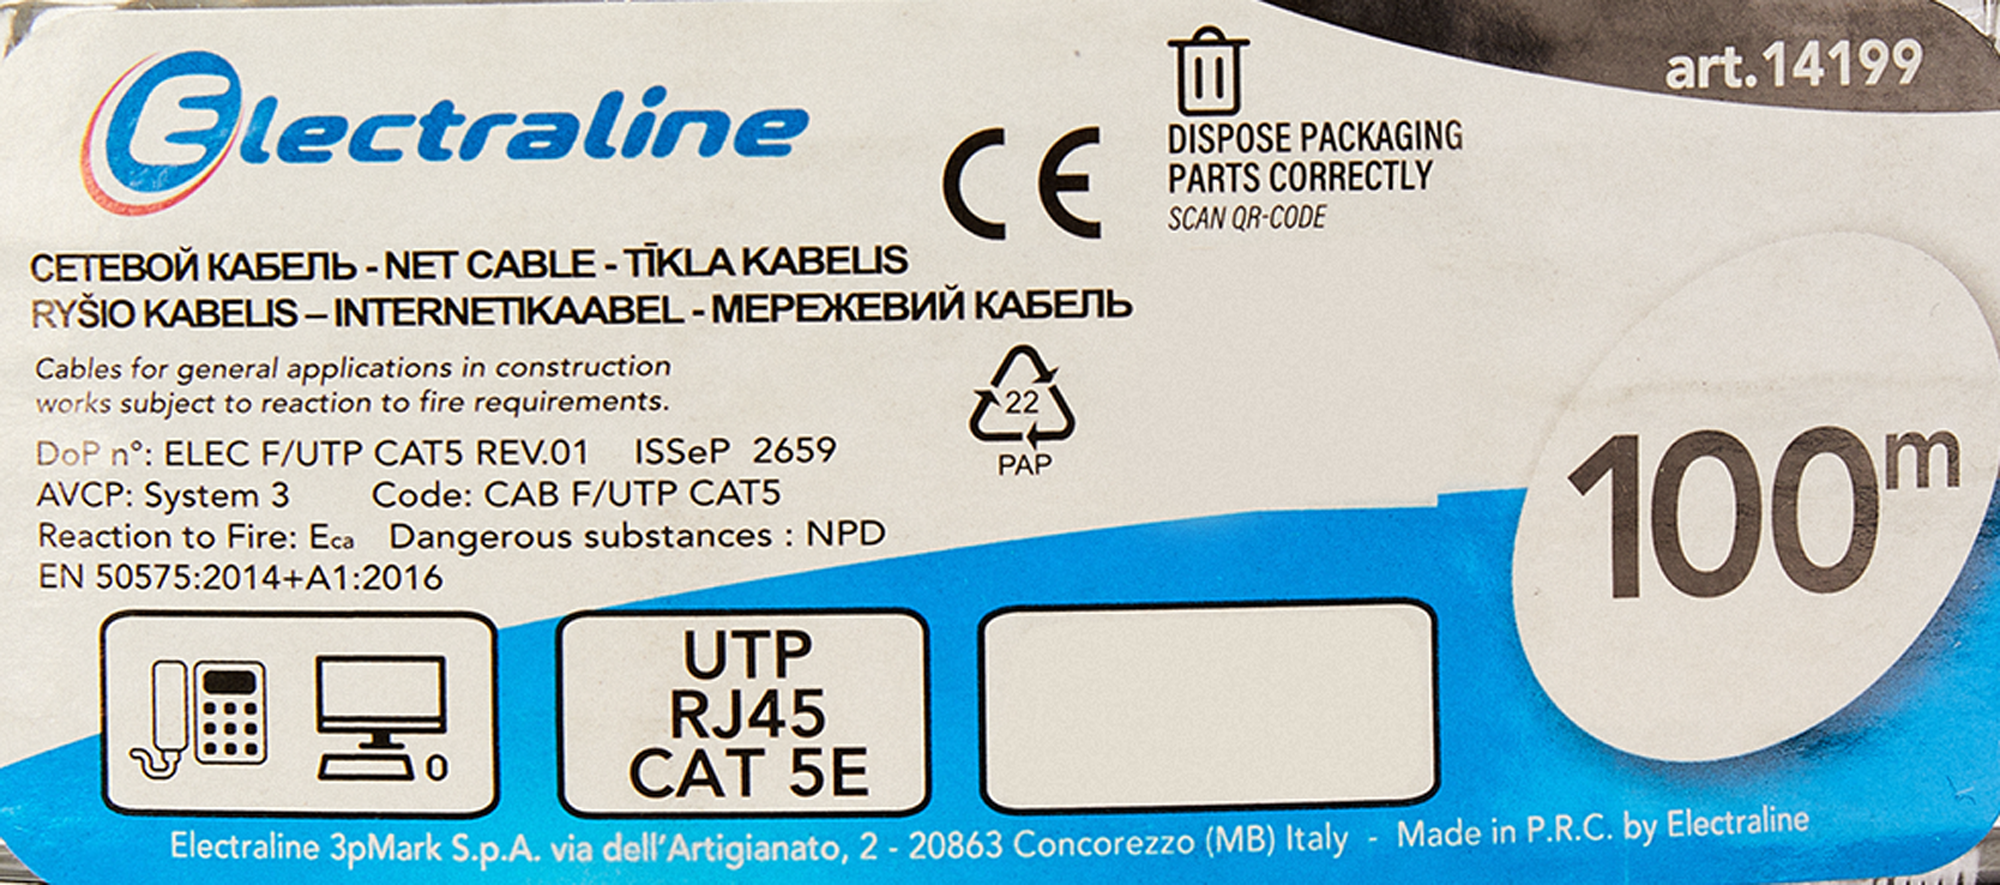 Electraline
CE
DISPOSE PACKAGING
PARTS CORRECTLY
SCAN QR-CODE
art.14199
СЕТЕВОЙ КАБЕЛЬ - NET CABLE - TĪKLA KABELIS
RYŠIO KABELIS – INTERNETIKAABEL - МЕРЕЖЕВИЙ КАБЕЛЬ
Cables for general applications in construction
works subject to reaction to fire requirements.
DoP n°: ELEC F/UTP CAT5 REV.01 ISSeP 2659
AVCP: System 3 Code: CAB F/UTP CAT5
Reaction to Fire: Eca Dangerous substances : NPD
EN 50575:2014+A1:2016
22
PAP
100m
UTP
RJ45
CAT 5E
Electraline 3pMark S.p.A. via dell'Artigianato, 2 - 20863 Concorezzo (MB) Italy - Made in P.R.C. by Electraline